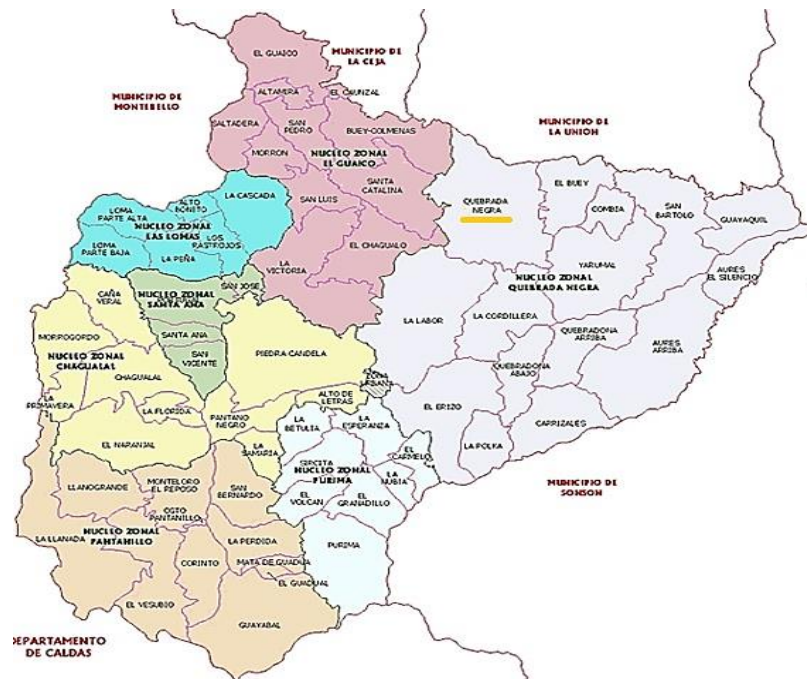 EL GUAICO
MUNICIPIO DE
LA CEJA
MUNICIPIO DE
MONTEBELLO
ALTAMIRA
EL CHUNZAL
SALTADERA
SAN
PEDRO
BUEY-COLMENAS
MUNICIPIO DE
LA UNION
MORRON
NUCLEO ZONAL
EL GUAICO
SANTA
CATALINA
SAN LUIS
EL CHAGUALO
LA
VICTORIA
LA CASCADA
ALTO
BONITO
LOMA
PARTE ALTA
NUCLEO ZONAL
LAS LOMAS
LOS
RASTROJOS
LOMA
PARTE BAJA
LA PEÑA
QUEBRADA
NEGRA
EL BUEY
COMBIA
SAN
BARTOLO
GUAYAQUIL
YARUMAL
NUCLEO ZONAL
QUEBRADA NEGRA
AURES
EL SILENCIO
LA LABOR
LA CORDILLERA
QUEBRADONA
ARRIBA
AURES
ARRIBA
QUEBRADONA
ABAJO
EL ERIZO
LA POLKA
CARRIZALES
CAÑA
VERAL
NUCLEO ZONAL
SANTA ANA
SAN JOSE
SANTA ANA
SAN
VICENTE
MORROGORDO
NUCLEO ZONAL
CHAGUALAL
CHAGUALAL
PIEDRA CANDELA
ZONA
URBANA
LA
PRIMAVERA
LA FLORIDA
PANTANO
NEGRO
ALTO DE
LETRAS
EL NARANJAL
LA
SAMARIA
LA
BETULIA
LA
ESPERANZA
EL
CARMELO
SIRGITA
NUCLEO ZONAL
PURIMA
LA
NUBIA
EL
VOLCAN
EL
GRANADILLO
PURIMA
MUNICIPIO DE
SONSON
LLANOGRANDE
MONTELORO
EL REPOSO
SAN
BERNARDO
OSTO
PANTANILLO
NUCLEO ZONAL
PANTANILLO
LA LLANADA
LA PERDIDA
CORINTO
MATA DE GUADUA
EL GUADUAL
EL VESUBIO
GUAYABAL
DEPARTAMENTO
DE CALDAS